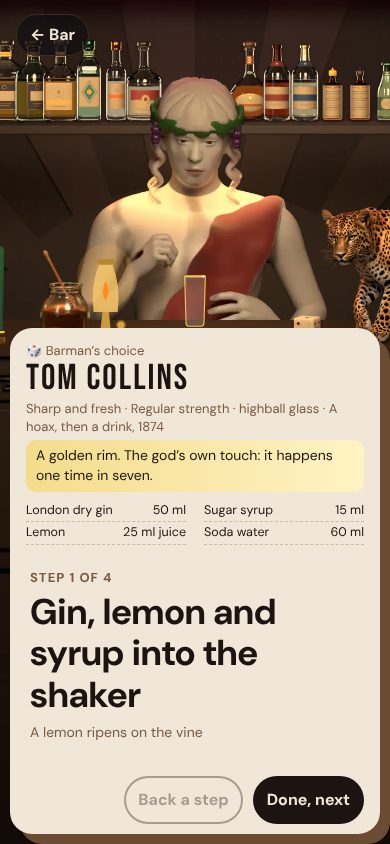 ← Bar
🎲 Barman's choice
TOM COLLINS
Sharp and fresh · Regular strength · highball glass · A
hoax, then a drink, 1874
A golden rim. The god's own touch: it happens
one time in seven.
London dry gin 50 ml
Sugar syrup 15 ml
Lemon 25 ml juice
Soda water 60 ml
STEP 1 OF 4
Gin, lemon and
syrup into the
shaker
A lemon ripens on the vine
Back a step
Done, next